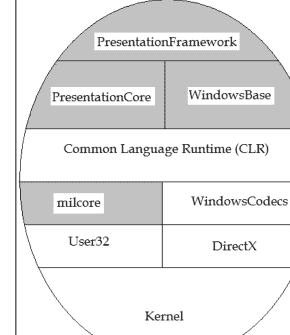 PresentationFramework
PresentationCore
WindowsBase
Common Language Runtime (CLR)
milcore
WindowsCodecs
User32
DirectX
Kernel